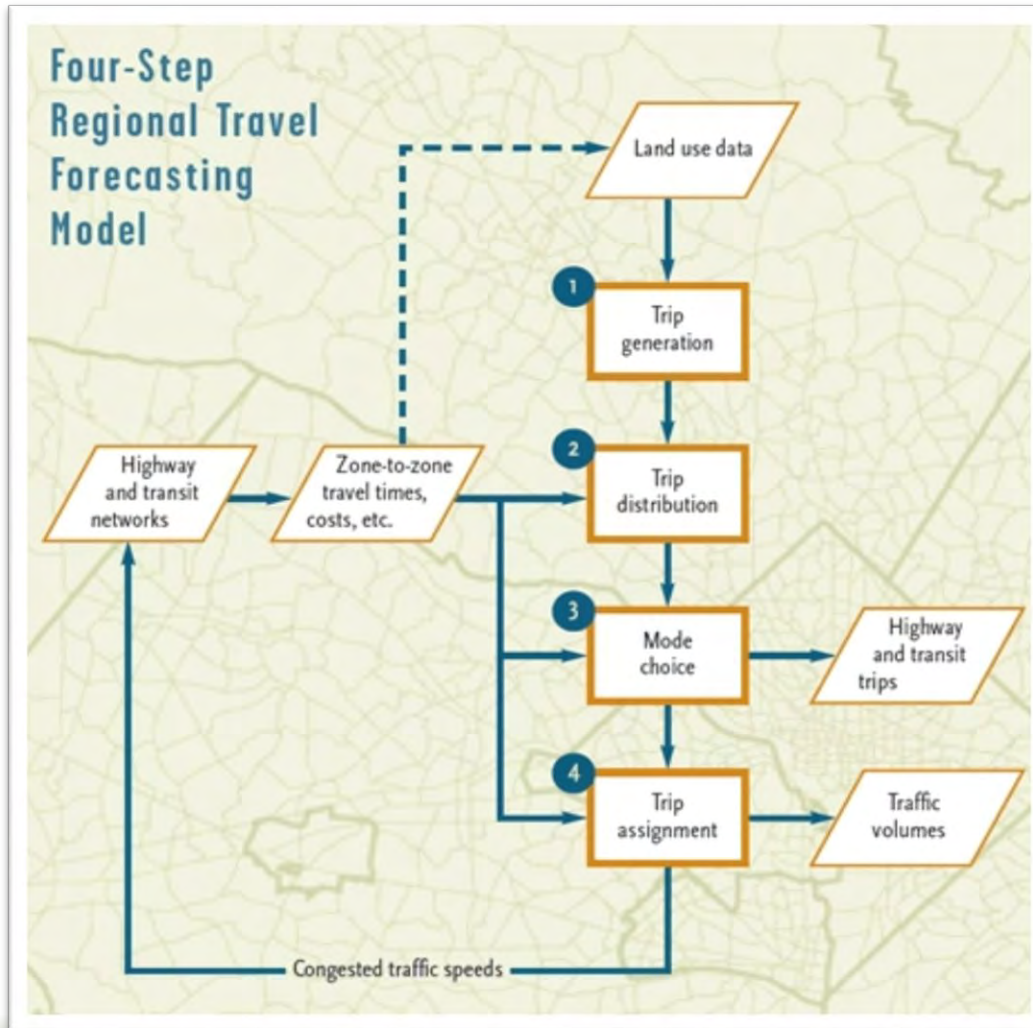 Four-Step
Regional Travel
Forecasting
Model
Land use data
1
Trip
generation
2
Trip
distribution
Highway
and transit
networks
Zone-to-zone
travel times,
costs, etc.
3
Mode
choice
Highway
and transit
trips
4
Trip
assignment
Traffic
volumes
Congested traffic speeds